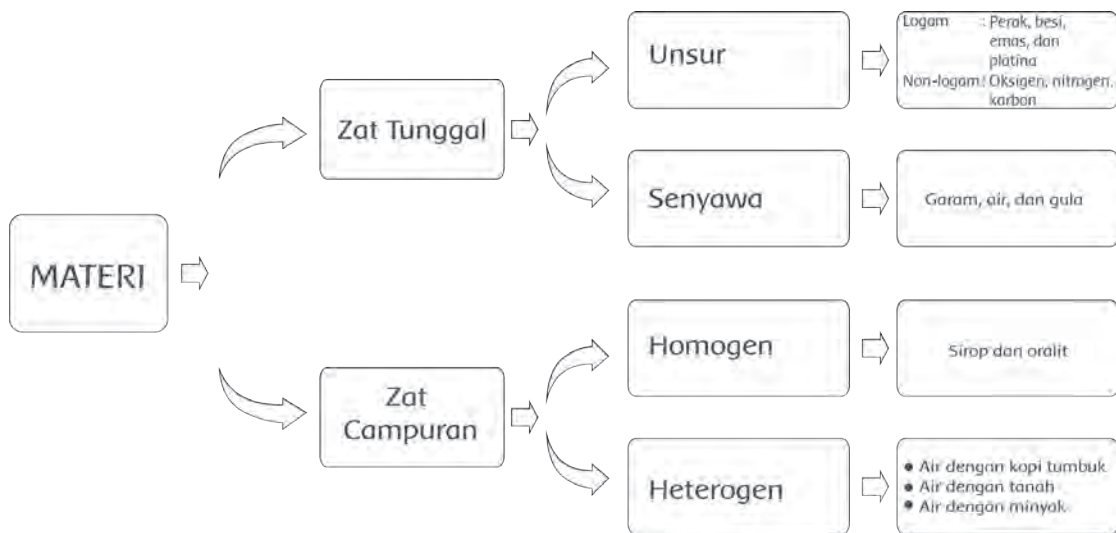 MATERI
Zat Tunggal
Unsur
Logam : Perak, besi,
emas, dan
platina
Non-logam: Oksigen, nitrogen,
karbon
Senyawa
Garam, air, dan gula
Zat
Campuran
Homogen
Sirop dan oralit
Heterogen
• Air dengan kopi tumbuk
• Air dengan tanah
• Air dengan minyak